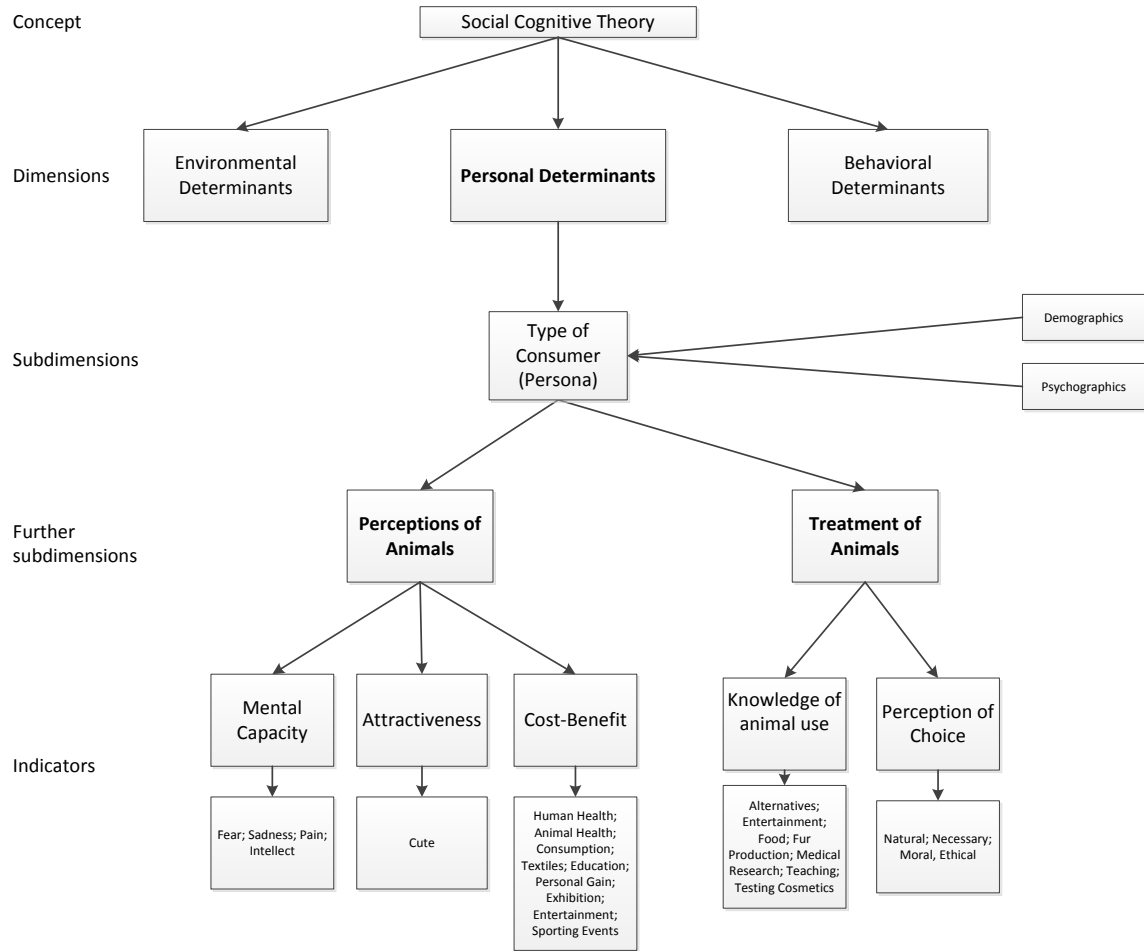 Concept
Social Cognitive Theory
Dimensions
Environmental
Determinants
Personal Determinants
Behavioral
Determinants
Subdimensions
Type of
Consumer
(Persona)
Demographics
Psychographics
Further
subdimensions
Perceptions of
Animals
Treatment of
Animals
Indicators
Mental
Capacity
Attractiveness
Cost-Benefit
Knowledge of
animal use
Perception of
Choice
Fear; Sadness; Pain;
Intellect
Cute
Human Health;
Animal Health;
Consumption;
Textiles; Education;
Personal Gain;
Exhibition;
Entertainment;
Sporting Events
Alternatives;
Entertainment;
Food; Fur
Production; Medical
Research; Teaching;
Testing Cosmetics
Natural; Necessary;
Moral, Ethical